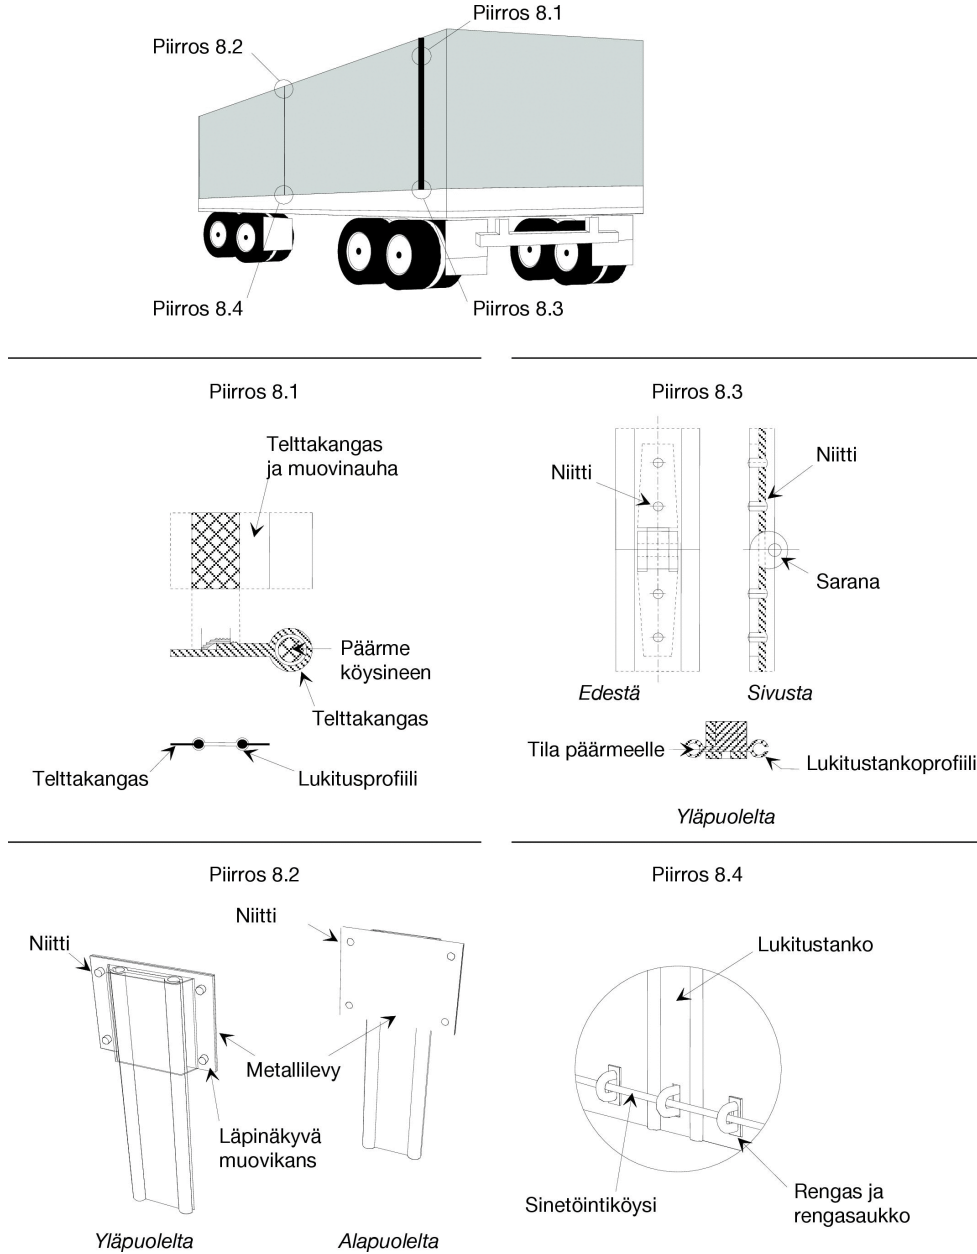 Piirros 8.1
Piirros 8.2
Piirros 8.4
Piirros 8.3
Piirros 8.1
Telttakangas
ja muovinauha
Päärme
köysineen
Telttakangas
Telttakangas
Lukitusprofiili
Piirros 8.3
Niitti
Niitti
Sarana
Edestä
Sivusta
Tila päärmeelle
Lukitustankoprofiili
Yläpuolelta
Piirros 8.2
Niitti
Niitti
Metallilevy
Läpinäkyvä
muovikans
Yläpuolelta
Alapuolelta
Piirros 8.4
Lukitustanko
Sinetöintiköysi
Rengas ja
rengasaukko